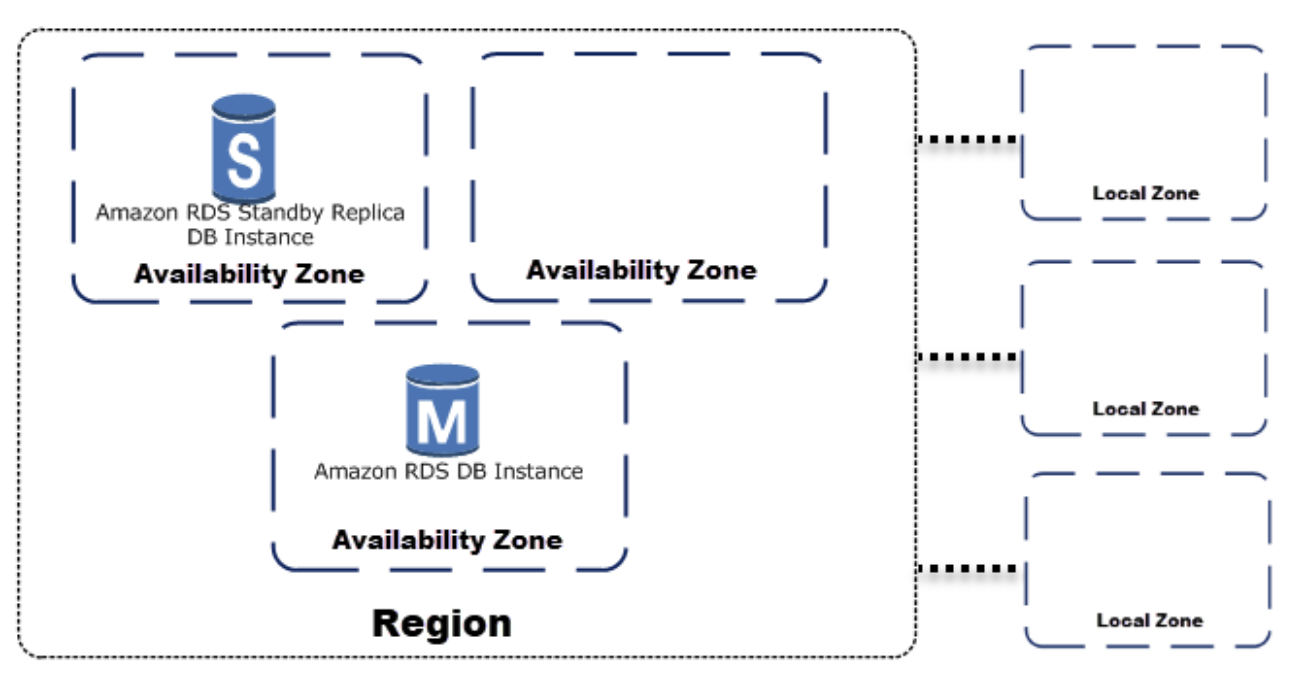 S
Amazon RDS Standby Replica
DB Instance
Availability Zone
Availability Zone
M
Amazon RDS DB Instance
Availability Zone
Region
Local Zone
Local Zone
Local Zone